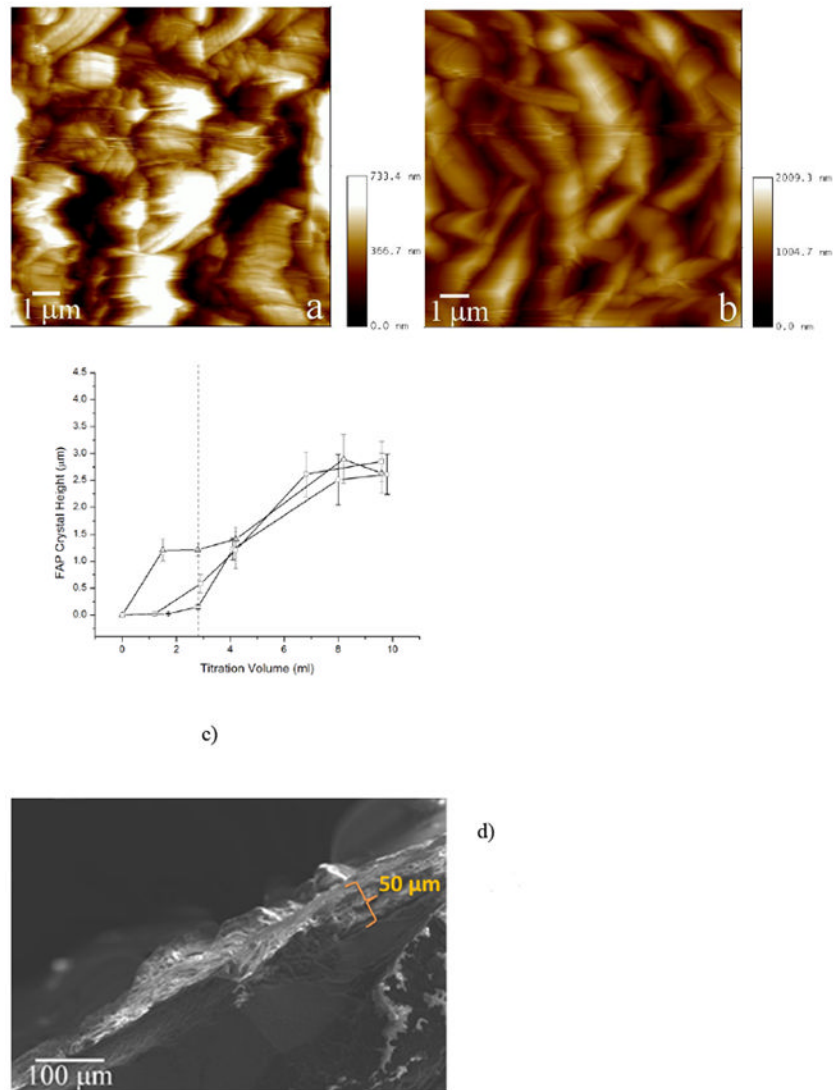 733.4 nm
366.7 nm
0.0 nm
1 μm
a
2009.3 nm
1004.7 nm
0.0 nm
1 μm
b
4.5
4.0
3.5
3.0
2.5
2.0
1.5
1.0
0.5
0.0
FAP Crystal Height (μm)
0 2 4 6 8 10
Titration Volume (ml)
c)
d)
50 μm
100 μm